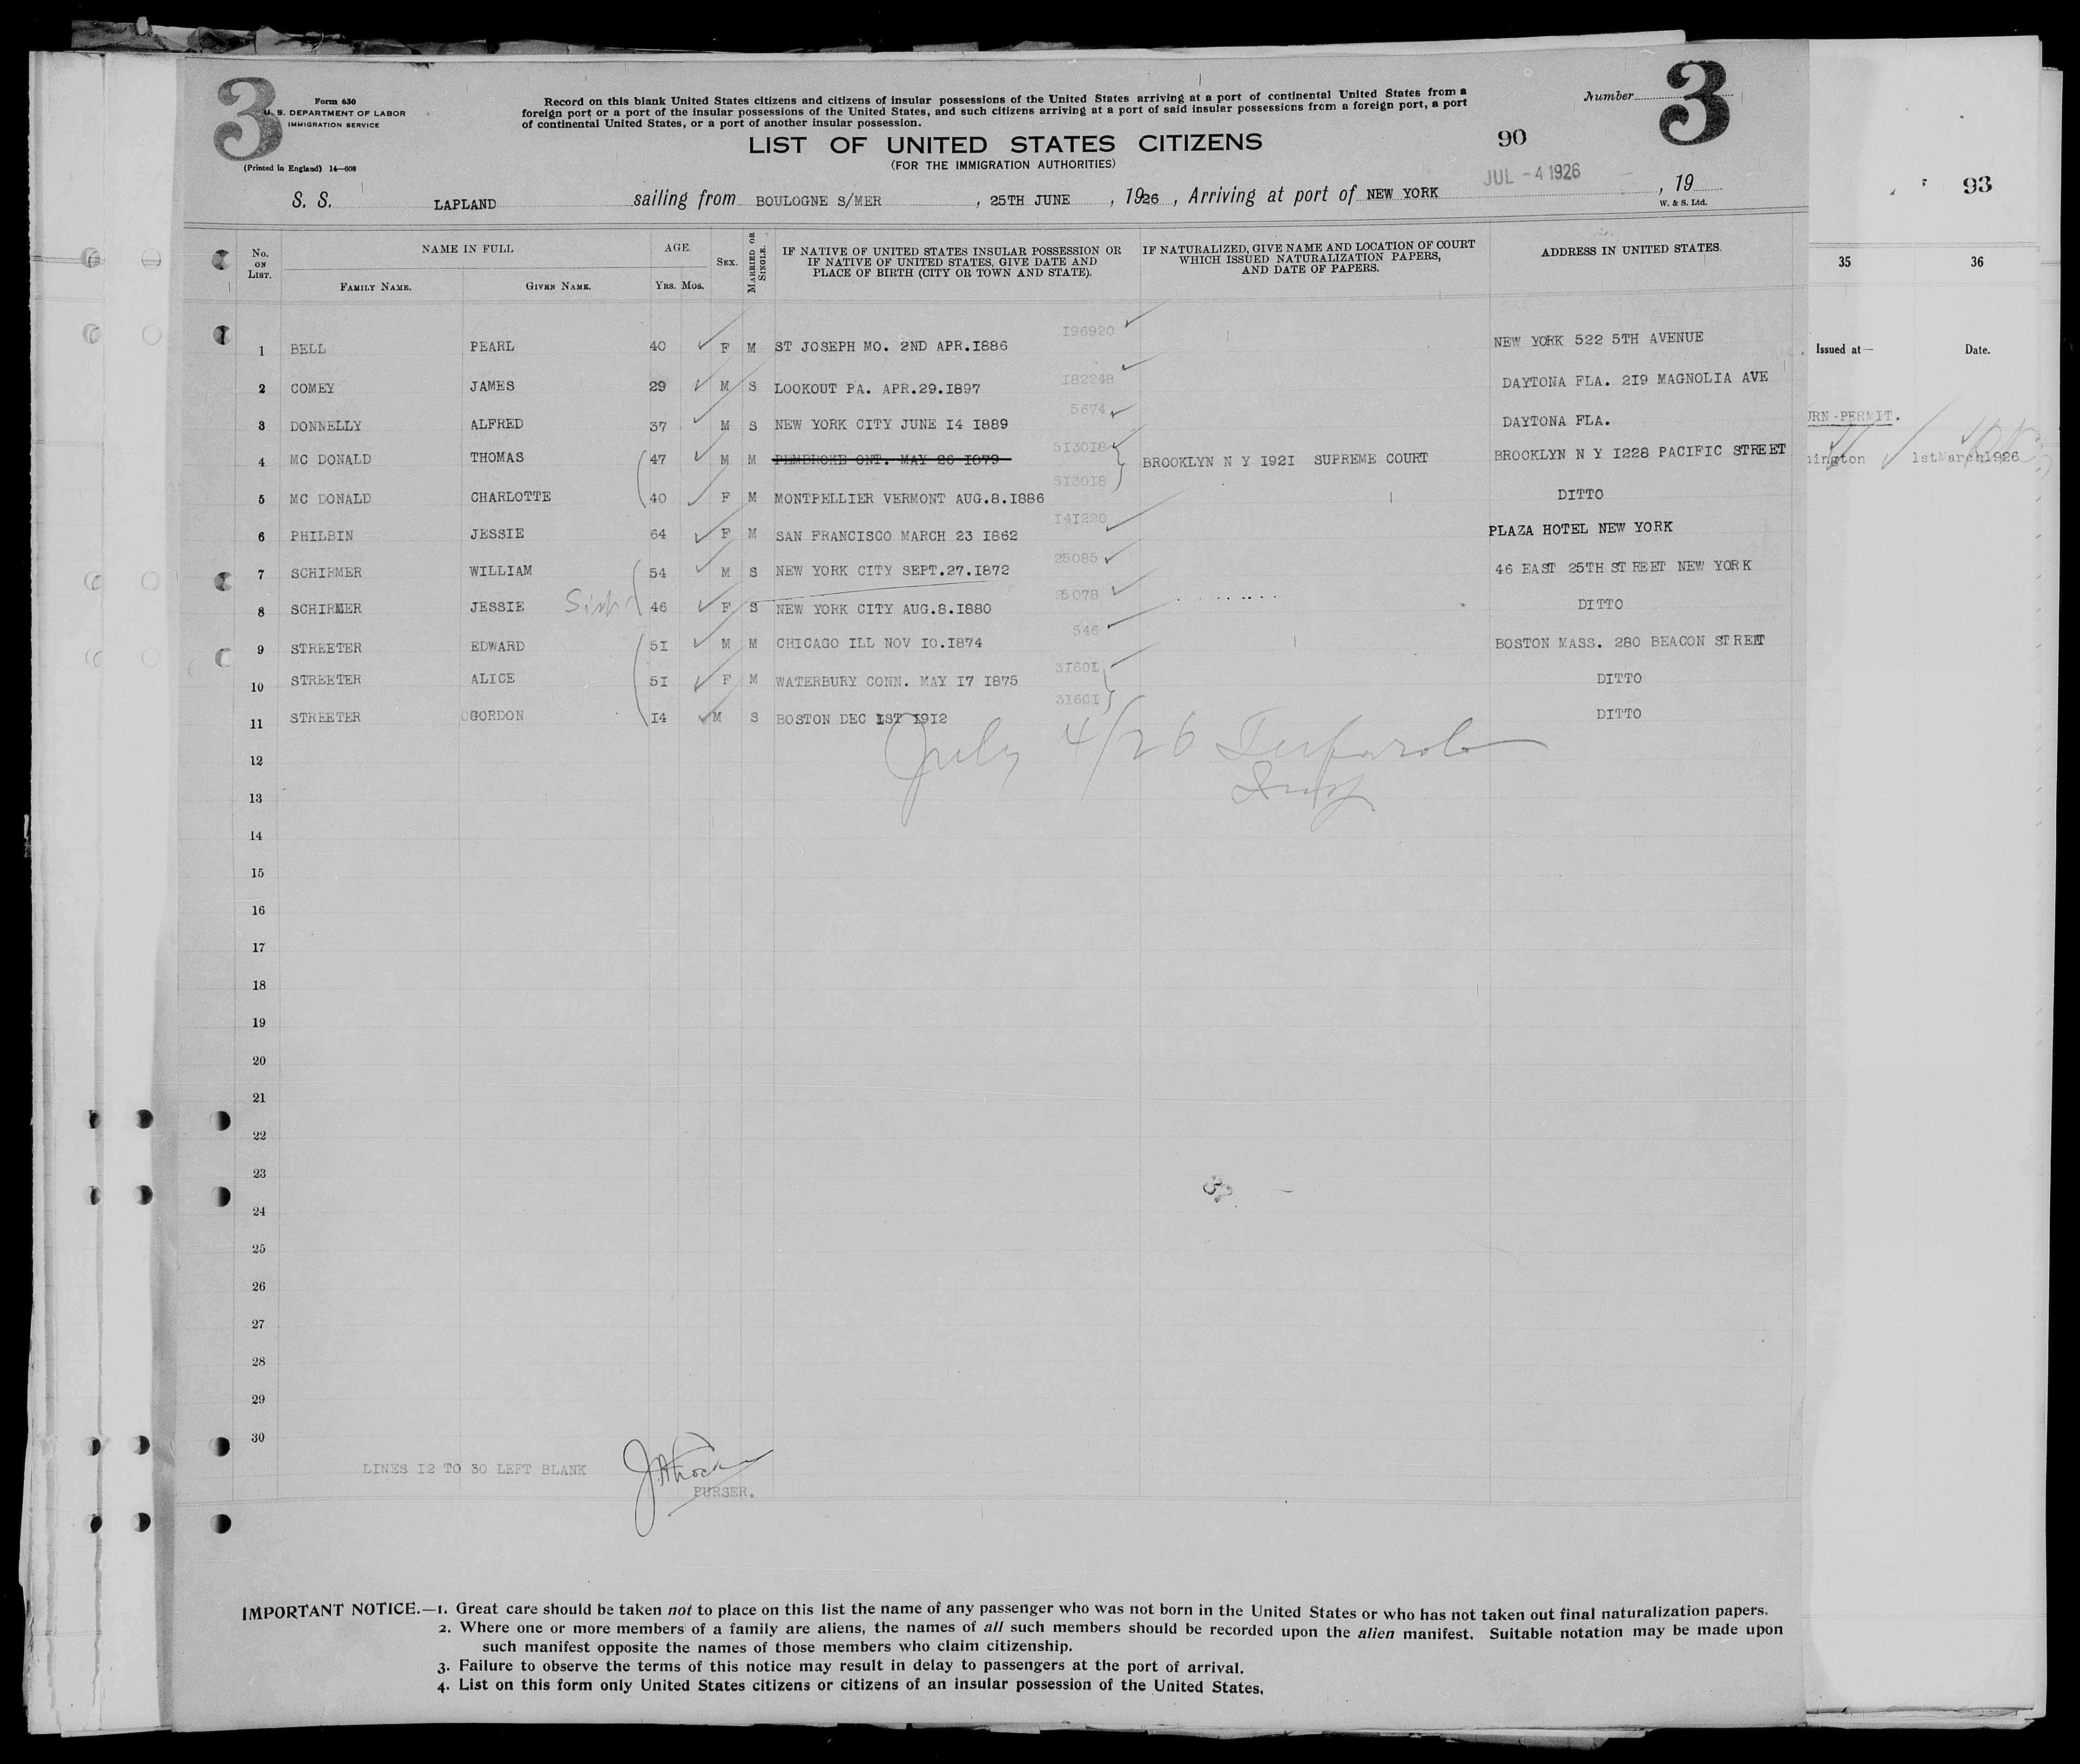 3
Form 630
U. S. DEPARTMENT OF LABOR
IMMIGRATION SERVICE
(Printed in England) 14—608
Record on this blank United States citizens and citizens of insular possessions of the United States arriving at a port of continental United States from a
foreign port or a port of the insular possessions of the United States, and such citizens arriving at a port of said insular possessions from a foreign port, a port
of continental United States, or a port of another insular possession.
LIST OF UNITED STATES CITIZENS
(FOR THE IMMIGRATION AUTHORITIES)
Number 3
90
JUL -4 1926
S. S. LAPLAND sailing from BOULOGNE S/MER , 25TH JUNE , 1926 , Arriving at port of NEW YORK , 19
W. & S. Ltd.
93
No. ON LIST.
NAME IN FULL
FAMILY NAME. GIVEN NAME.
AGE
YRS. MOS.
SEX.
MARRIED OR SINGLE.
IF NATIVE OF UNITED STATES INSULAR POSSESSION OR
IF NATIVE OF UNITED STATES, GIVE DATE AND
PLACE OF BIRTH (CITY OR TOWN AND STATE).
IF NATURALIZED, GIVE NAME AND LOCATION OF COURT
WHICH ISSUED NATURALIZATION PAPERS,
AND DATE OF PAPERS.
ADDRESS IN UNITED STATES.
35 36
Issued at— Date.
URN-PERMIT.
ington 1stMarch1926
1 BELL PEARL 40 F M ST JOSEPH MO. 2ND APR.1886 196920 NEW YORK 522 5TH AVENUE
2 COMEY JAMES 29 M S LOOKOUT PA. APR.29.1897 182248 DAYTONA FLA. 219 MAGNOLIA AVE
3 DONNELLY ALFRED 37 M S NEW YORK CITY JUNE 14 1889 5674 DAYTONA FLA.
4 MC DONALD THOMAS 47 M M PEMBROKE ONT. MAY 26 1879 513018 BROOKLYN N Y 1921 SUPREME COURT BROOKLYN N Y 1228 PACIFIC STREET
5 MC DONALD CHARLOTTE 40 F M MONTPELLIER VERMONT AUG.8.1886 513018 DITTO
6 PHILBIN JESSIE 64 F M SAN FRANCISCO MARCH 23 1862 141220 PLAZA HOTEL NEW YORK
7 SCHIRMER WILLIAM 54 M S NEW YORK CITY SEPT.27.1872 25085 46 EAST 25TH STREET NEW YORK
8 SCHIRMER JESSIE Sister 46 F S NEW YORK CITY AUG.8.1880 25078 DITTO
9 STREETER EDWARD 51 M M CHICAGO ILL NOV 10.1874 546 BOSTON MASS. 280 BEACON STREET
10 STREETER ALICE 51 F M WATERBURY CONN. MAY 17 1875 31601 DITTO
11 STREETER GORDON 14 M S BOSTON DEC 1ST 1912 31601 DITTO
July 4/26
Insp
12
13
14
15
16
17
18
19
20
21
22
23
24
25
26
27
28
29
30
LINES 12 TO 30 LEFT BLANK
PURSER.
IMPORTANT NOTICE.—1. Great care should be taken not to place on this list the name of any passenger who was not born in the United States or who has not taken out final naturalization papers.
2. Where one or more members of a family are aliens, the names of all such members should be recorded upon the alien manifest. Suitable notation may be made upon
such manifest opposite the names of those members who claim citizenship.
3. Failure to observe the terms of this notice may result in delay to passengers at the port of arrival.
4. List on this form only United States citizens or citizens of an insular possession of the United States.